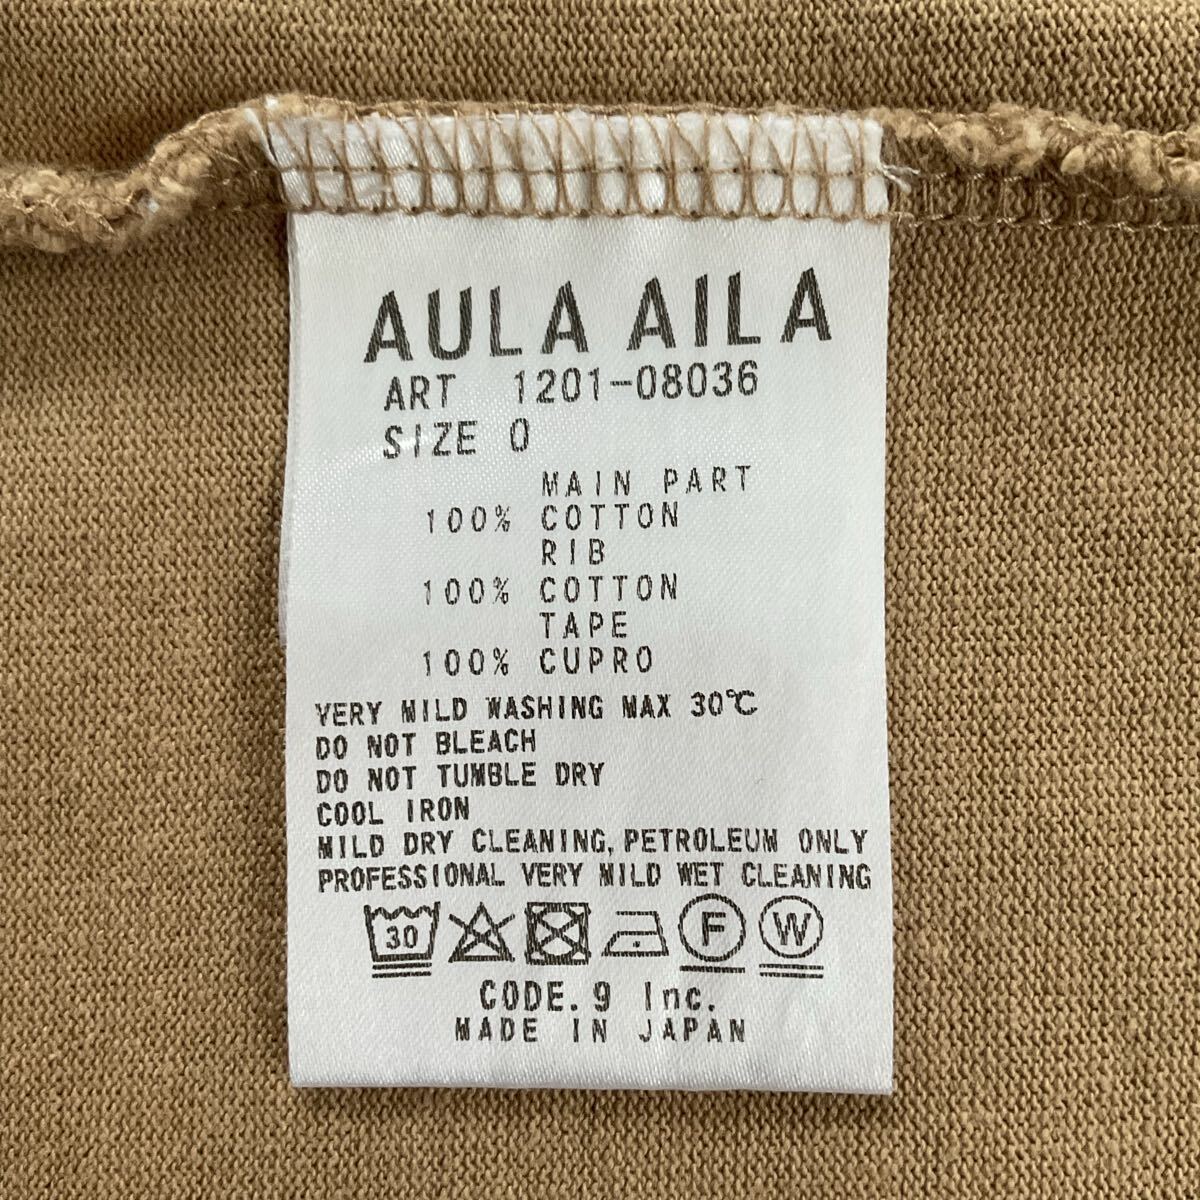 AULA AILA
ART 1201-08036
SIZE 0
MAIN PART
100% COTTON
RIB
100% COTTON
TAPE
100% CUPRO
VERY MILD WASHING MAX 30℃
DO NOT BLEACH
DO NOT TUMBLE DRY
COOL IRON
MILD DRY CLEANING, PETROLEUM ONLY
PROFESSIONAL VERY MILD WET CLEANING
30 F W
CODE.9 Inc.
MADE IN JAPAN